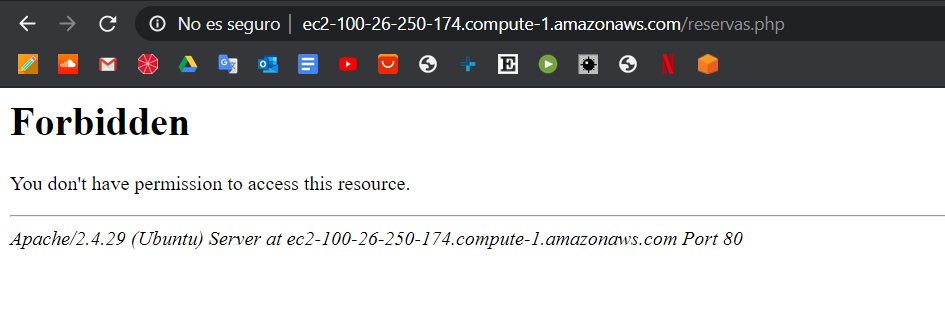 No es seguro | ec2-100-26-250-174.compute-1.amazonaws.com/reservas.php
Forbidden
You don't have permission to access this resource.
Apache/2.4.29 (Ubuntu) Server at ec2-100-26-250-174.compute-1.amazonaws.com Port 80